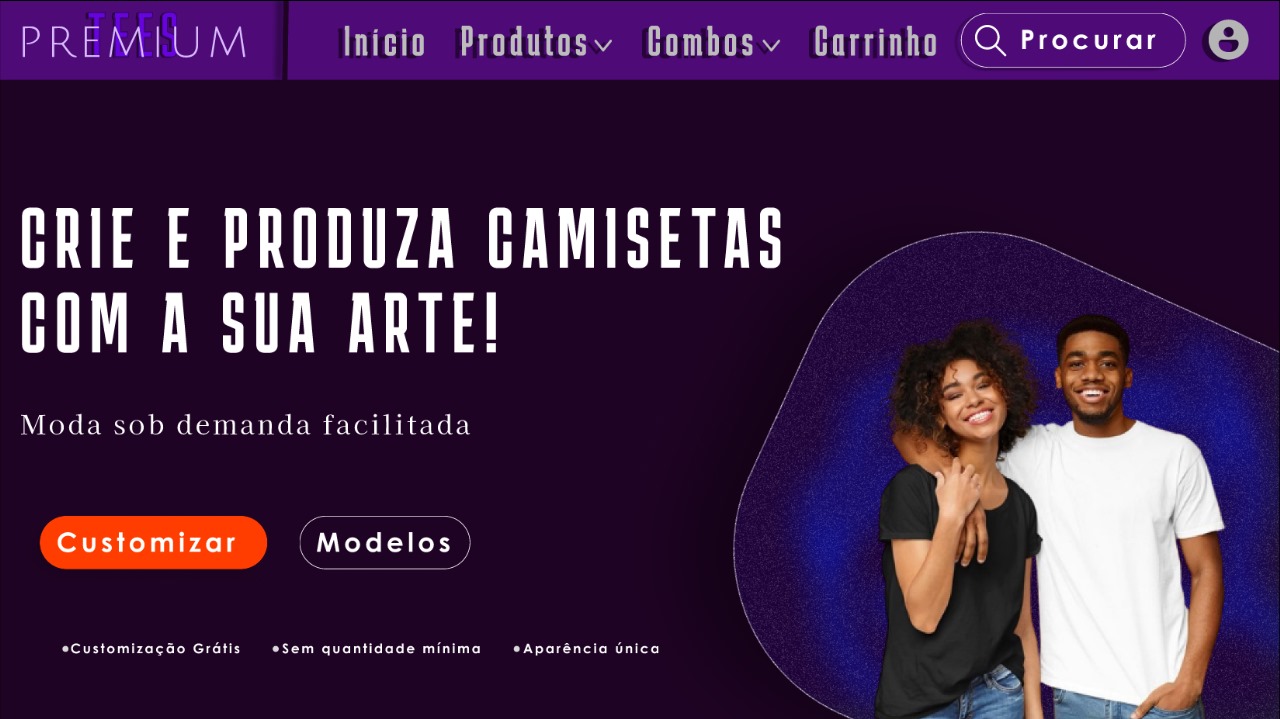 TEES
PREMIUM
Início
Produtos
Combos
Carrinho
Procurar
CRIE E PRODUZA CAMISETAS
COM A SUA ARTE!
Moda sob demanda facilitada
Customizar
Modelos
•Customização Grátis
•Sem quantidade mínima
•Aparência única